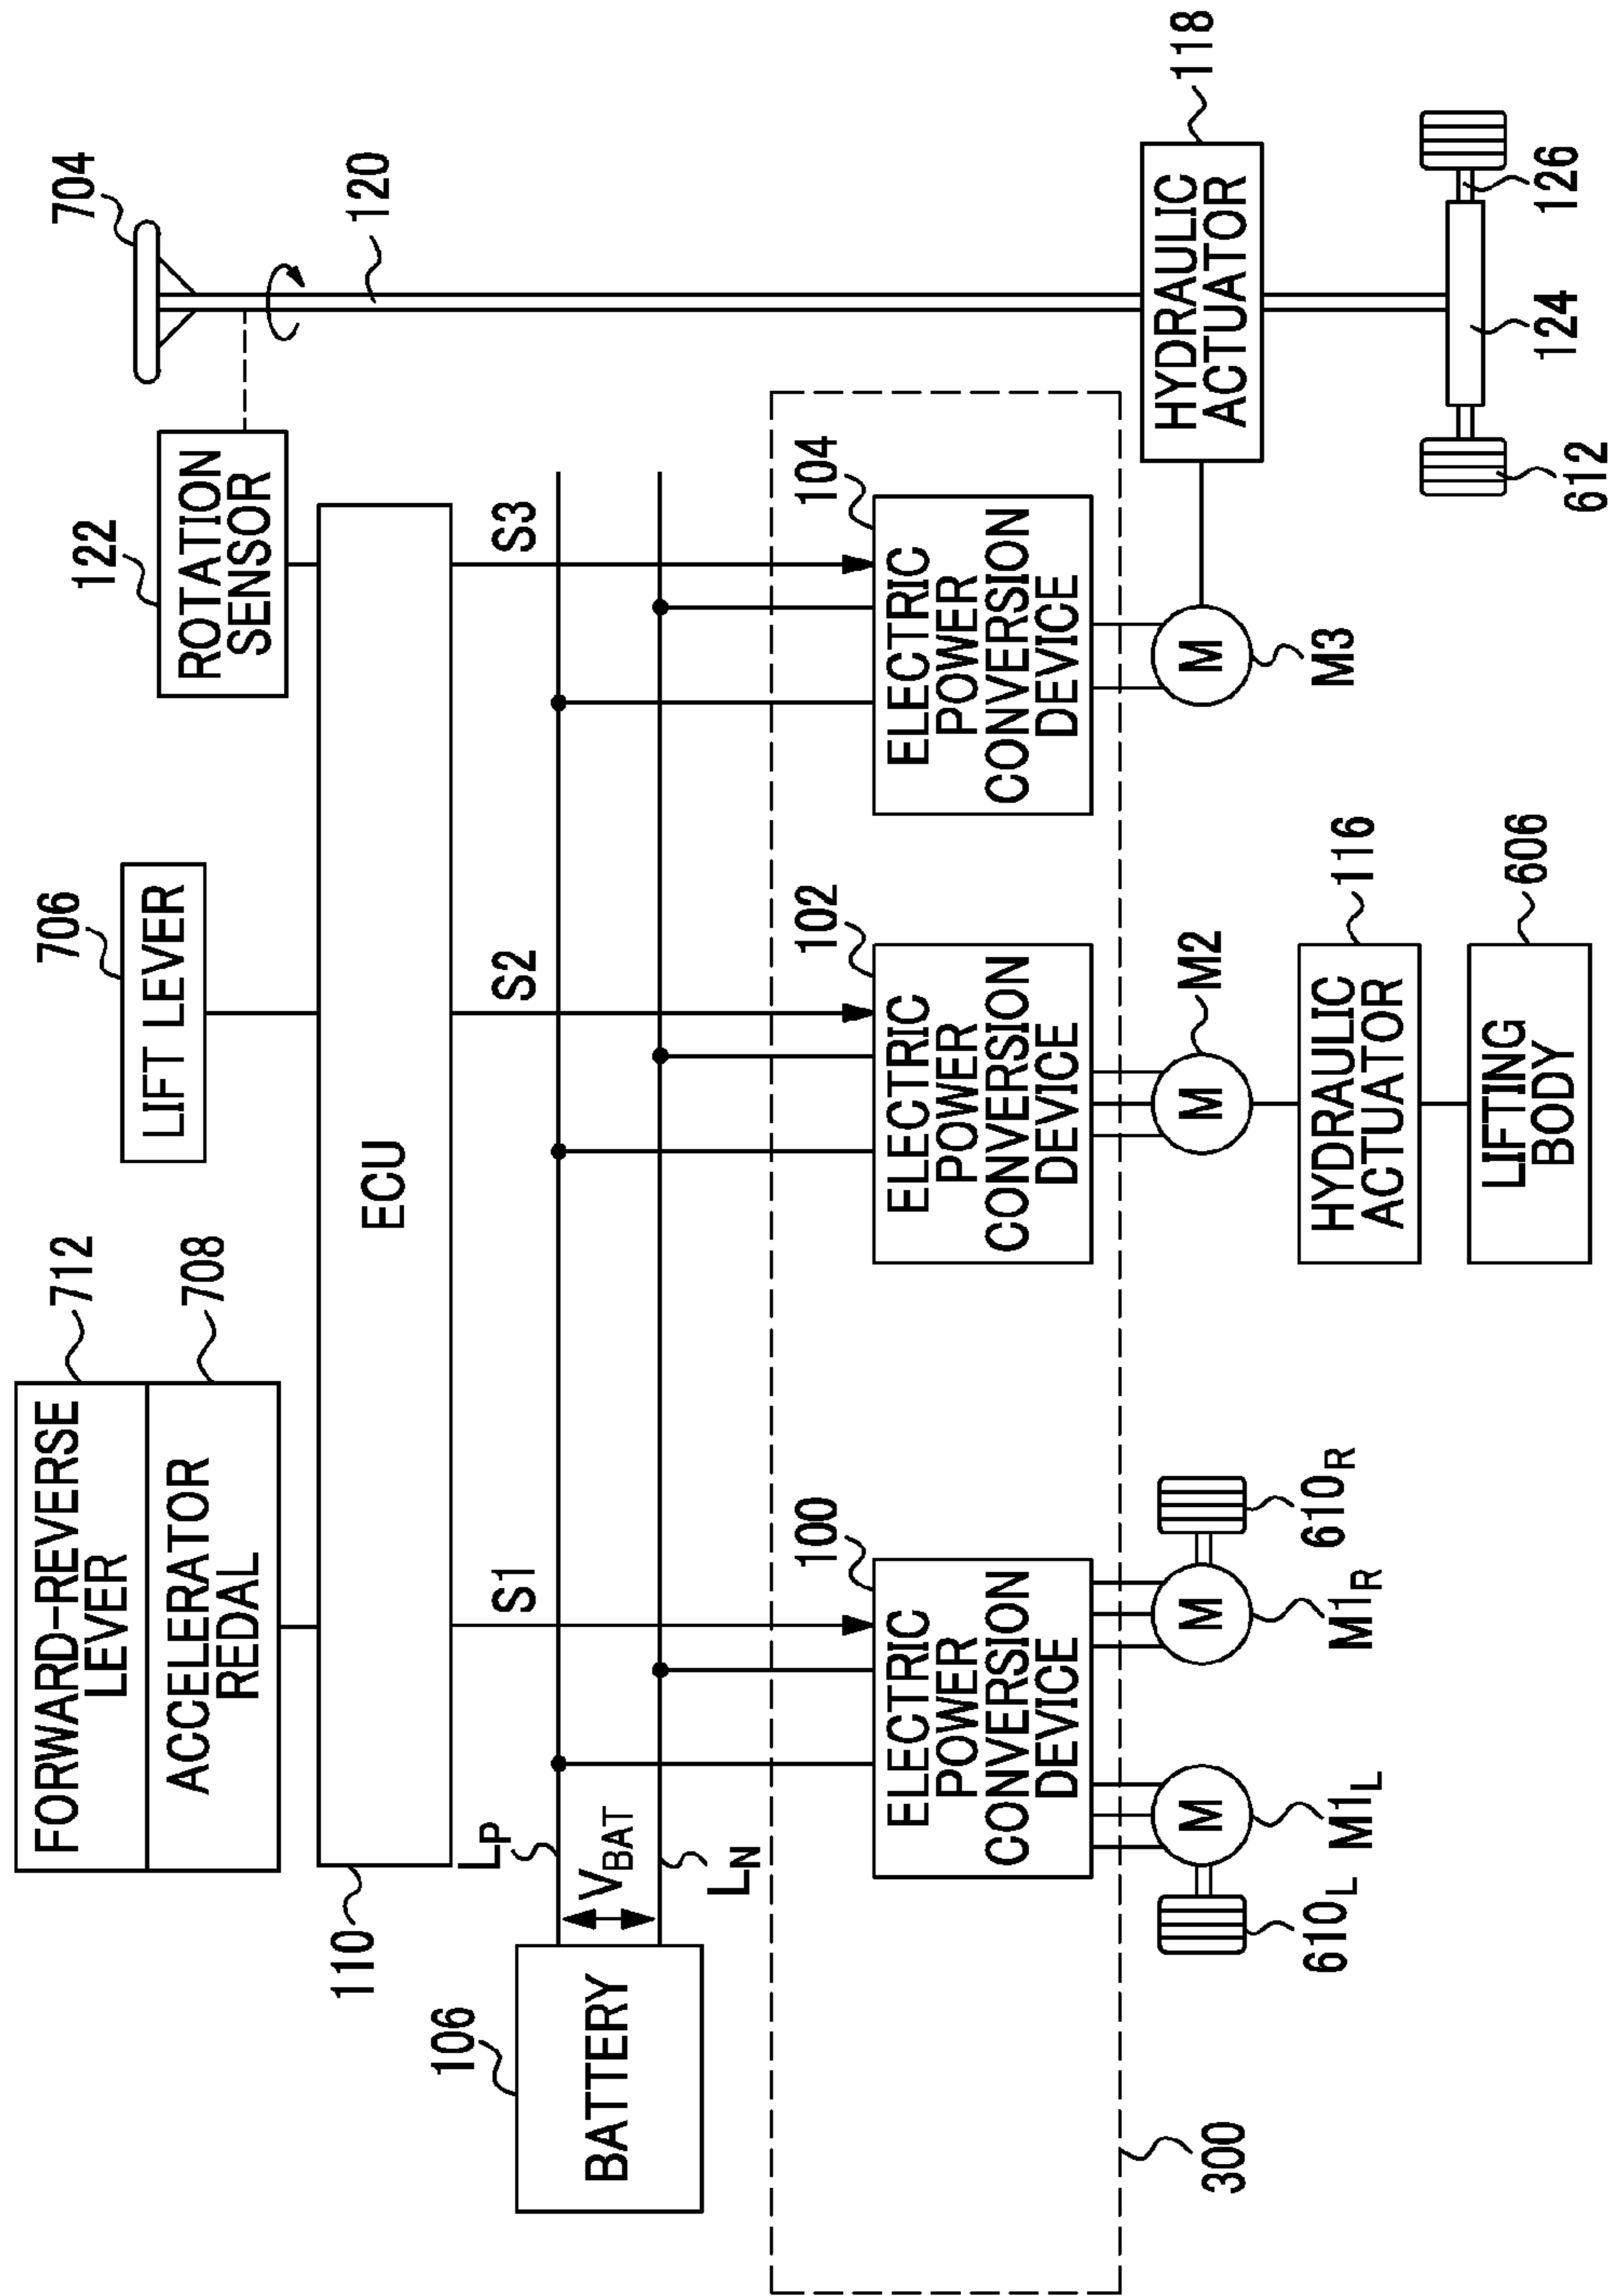 FORWARD-REVERSE
LEVER
712
ACCELERATOR
REDAL
708
706
LIFT LEVER
122
ROTATION
SENSOR
704
120
110
ECU
S1
S2
S3
106
BATTERY
LP
VBAT
LN
100
ELECTRIC
POWER
CONVERSION
DEVICE
102
ELECTRIC
POWER
CONVERSION
DEVICE
104
ELECTRIC
POWER
CONVERSION
DEVICE
300
M
M
610L
M1L
M1R
610R
M
M2
HYDRAULIC
ACTUATOR
116
LIFTING
BODY
606
M
M3
HYDRAULIC
ACTUATOR
118
612
124
126